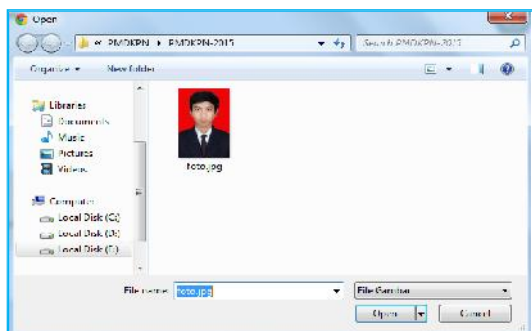 Open
« PMDKPN ▸ PMDKPN-2015
Search PMDKPN-2015
Organize
New folder
Libraries
Documents
Music
Pictures
Videos
Computer
Local Disk (C:)
Local Disk (D:)
Local Disk (E:)
foto.jpg
File name: foto.jpg
File Gambar
Open
Cancel